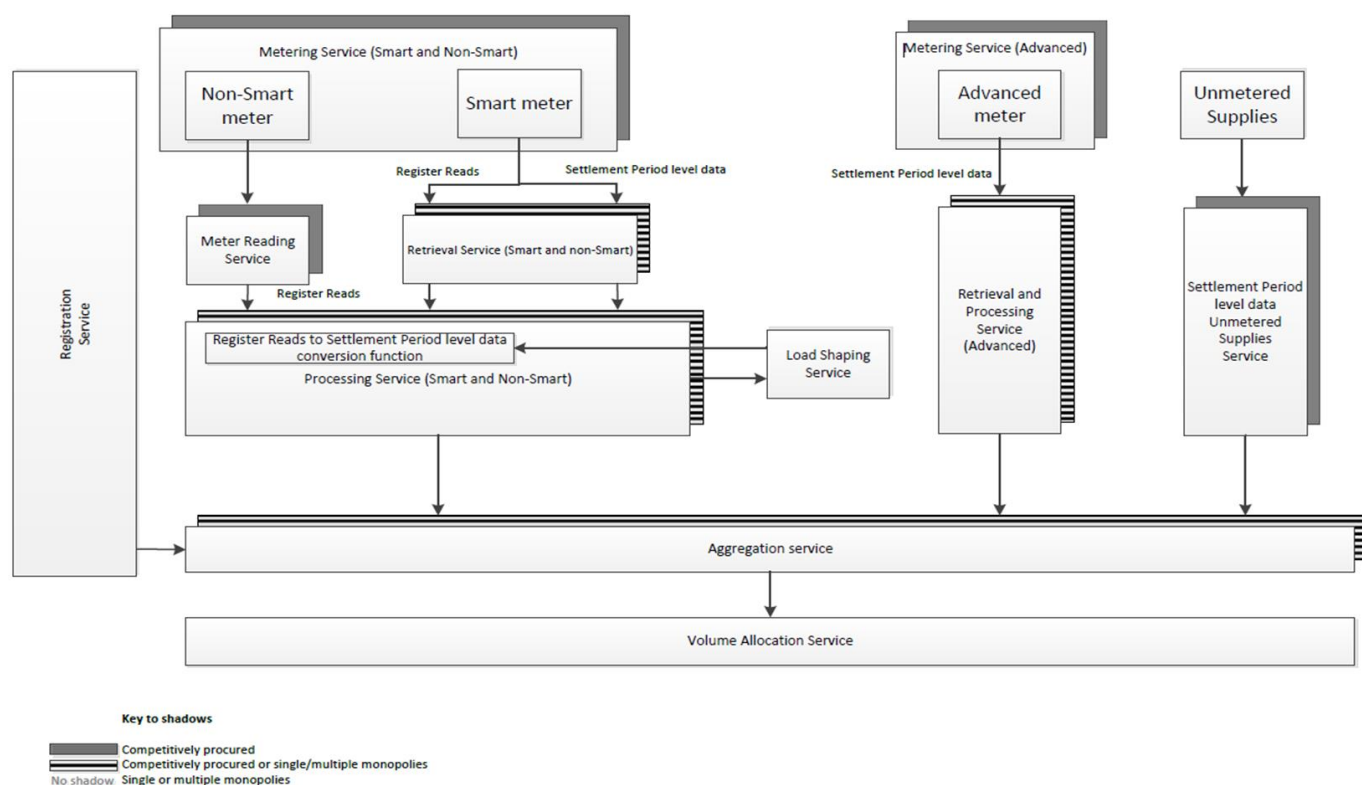 Metering Service (Smart and Non-Smart)
Non-Smart
meter
Smart meter
Metering Service (Advanced)
Advanced
meter
Unmetered
Supplies
Register Reads
Settlement Period level data
Settlement Period level data
Registration
Service
Meter Reading
Service
Retrieval Service (Smart and non-Smart)
Register Reads
Retrieval and
Processing
Service
(Advanced)
Settlement Period
level data
Unmetered
Supplies
Service
Register Reads to Settlement Period level data
conversion function
Processing Service (Smart and Non-Smart)
Load Shaping
Service
Aggregation service
Volume Allocation Service
Key to shadows
Competitively procured
Competitively procured or single/multiple monopolies
No shadow Single or multiple monopolies